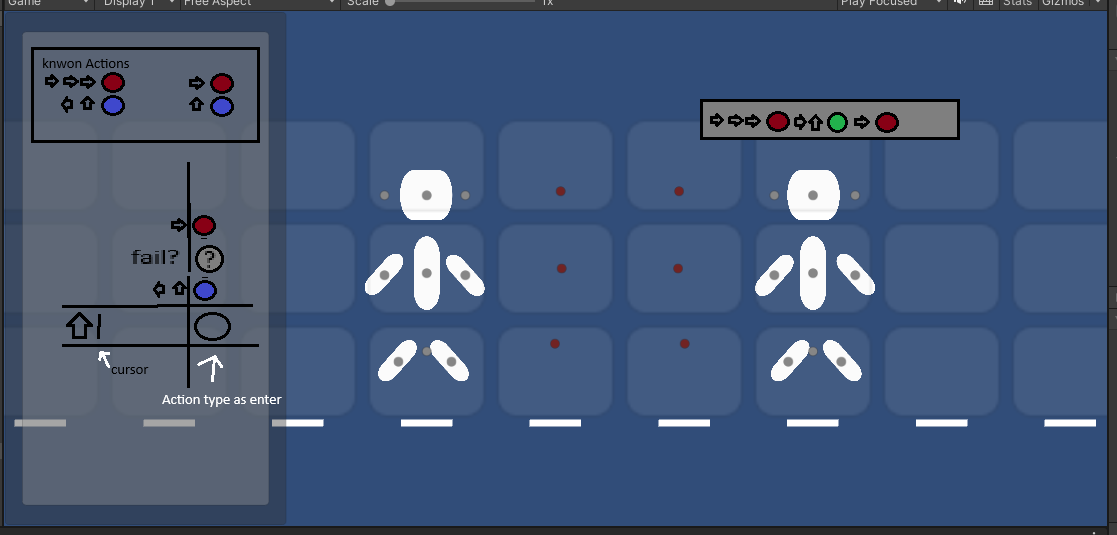 Game Display 1 Free Aspect Scale 1x Play Focused Stats Gizmos
knwon Actions
fail? ?
cursor
Action type as enter